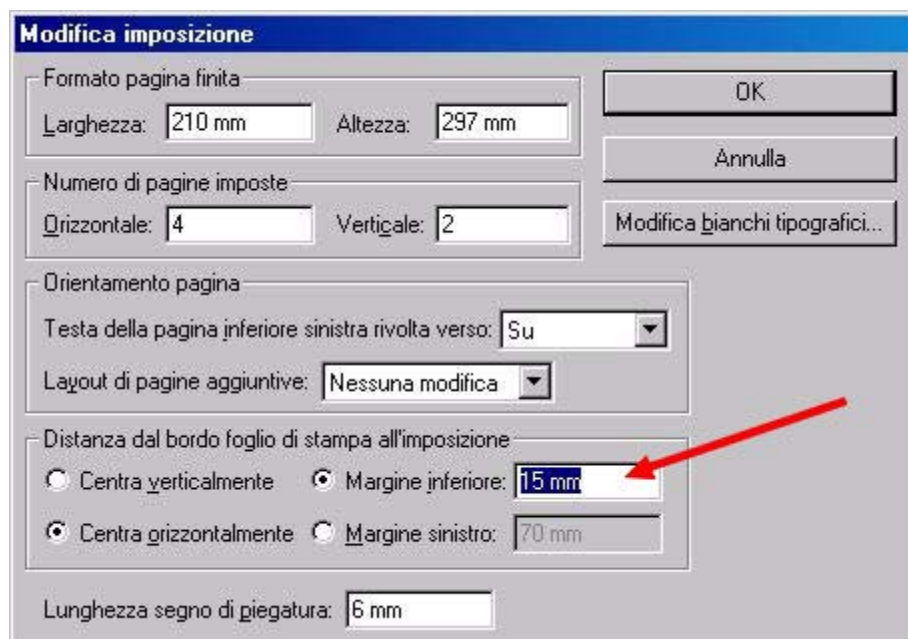 Modifica imposizione
Formato pagina finita
Larghezza: 210 mm Altezza: 297 mm
OK
Annulla
Numero di pagine imposte
Orizzontale: 4 Verticale: 2
Modifica bianchi tipografici...
Orientamento pagina
Testa della pagina inferiore sinistra rivolta verso: Su
Layout di pagine aggiuntive: Nessuna modifica
Distanza dal bordo foglio di stampa all'imposizione
Centra verticalmente Margine inferiore: 15 mm
Centra orizzontalmente Margine sinistro: 70 mm
Lunghezza segno di piegatura: 6 mm